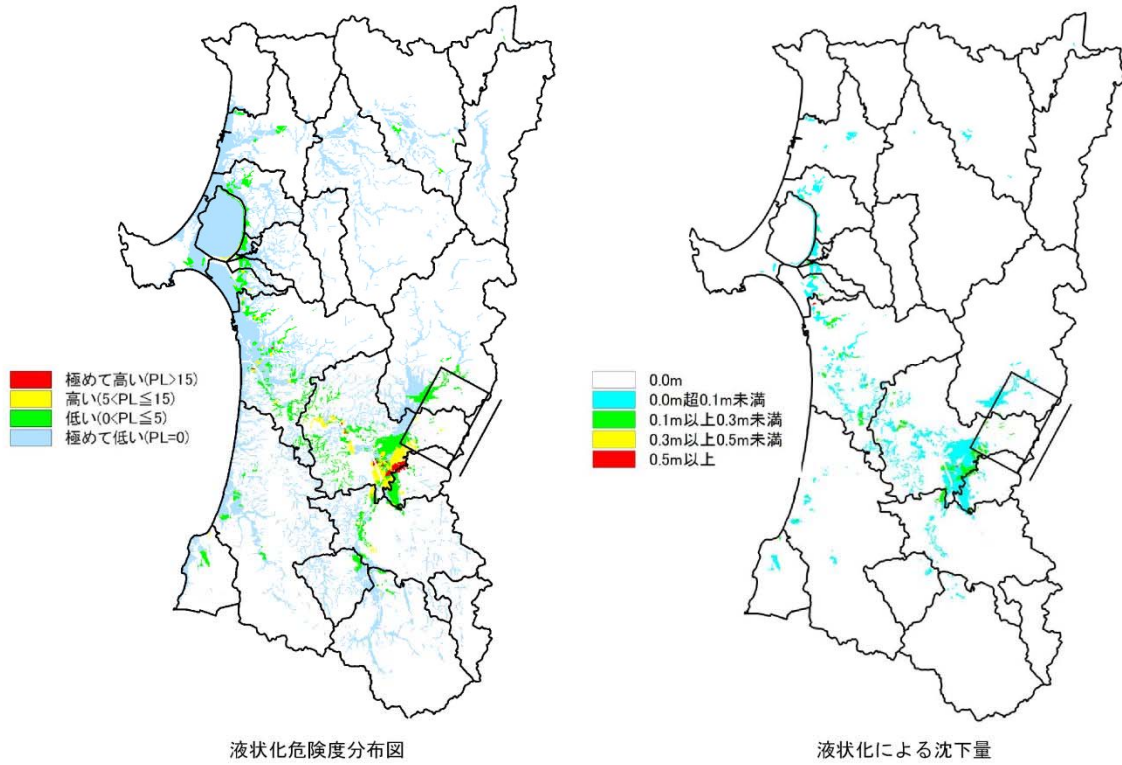 極めて高い(PL>15)
高い(5<PL≦15)
低い(0<PL≦5)
極めて低い(PL=0)
液状化危険度分布図
0.0m
0.0m超0.1m未満
0.1m以上0.3m未満
0.3m以上0.5m未満
0.5m以上
液状化による沈下量